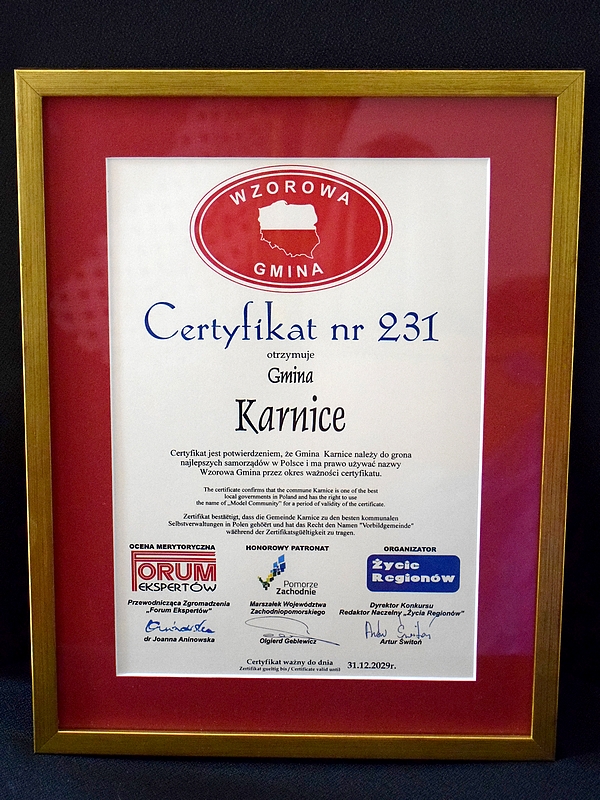 WZOROWA
GMINA
Certyfikat nr 231
otrzymuje
Gmina
Karnice
Certyfikat jest potwierdzeniem, że Gmina Karnice należy do grona
najlepszych samorządów w Polsce i ma prawo używać nazwy
Wzorowa Gmina przez okres ważności certyfikatu.
The certificate confirms that the commune Karnice is one of the best
local governments in Poland and has the right to use
the name of „Model Community" for a period of validity of the certificate.
Zertifikat bestäetigt, dass die Gemeinde Karnice zu den besten kommunalen
Selbstverwaltungen in Polen gehöert und hat das Recht den Namen "Vorbildgemeinde"
während der Zertifikatsgüeltigkeit zu tragen.
OCENA MERYTORYCZNA
HONOROWY PATRONAT
ORGANIZATOR
FORUM
EKSPERTÓW
Pomorze
Zachodnie
Życie
Regionów
Przewodnicząca Zgromadzenia
„Forum Ekspertów"
Marszałek Województwa
Zachodniopomorskiego
Dyrektor Konkursu
Redaktor Naczelny „Życia Regionów"
dr Joanna Aninowska
Olgierd Geblewicz
Artur Świtoń
Certyfikat ważny do dnia 31.12.2029r.
Zertifikat gueltig bis / Certificate valid until